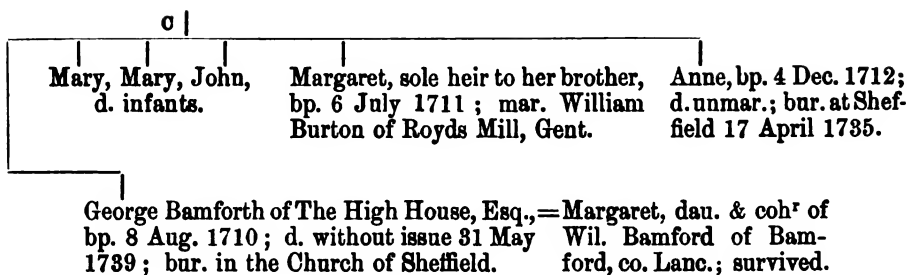 c
Mary, Mary, John,
d. infants.
Margaret, sole heir to her brother,
bp. 6 July 1711 ; mar. William
Burton of Royds Mill, Gent.
Anne, bp. 4 Dec. 1712;
d. unmar.; bur. at Shef-
field 17 April 1735.
George Bamforth of The High House, Esq.,=
bp. 8 Aug. 1710 ; d. without issue 31 May
1739 ; bur. in the Church of Sheffield.
Margaret, dau. & cohʳ of
Wil. Bamford of Bam-
ford, co. Lanc.; survived.